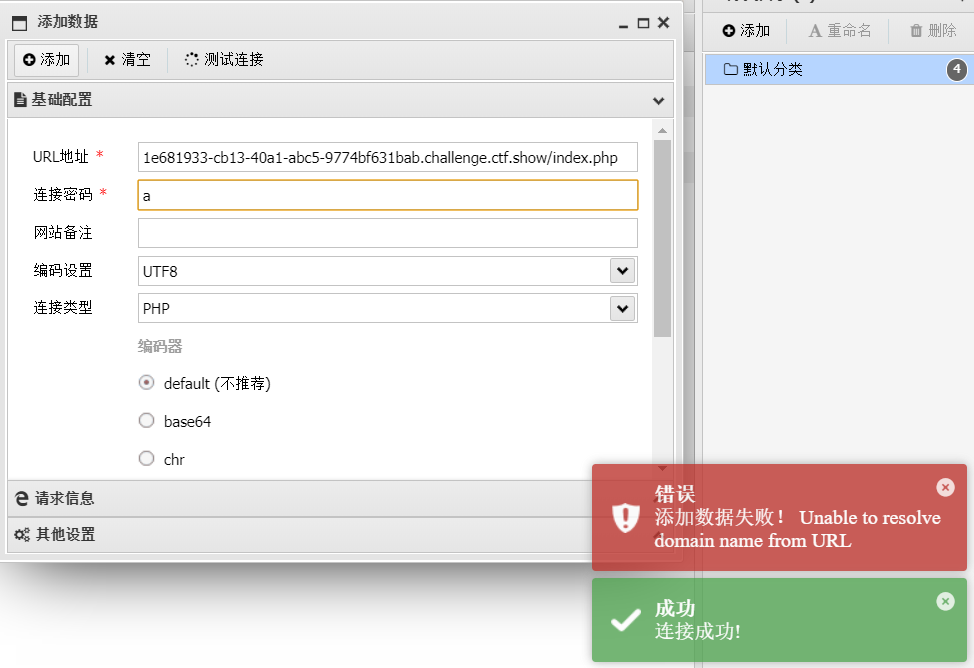 添加数据
添加
清空
测试连接
基础配置
URL地址 *
1e681933-cb13-40a1-abc5-9774bf631bab.challenge.ctf.show/index.php
连接密码 *
a
网站备注
编码设置
UTF8
连接类型
PHP
编码器
default (不推荐)
base64
chr
请求信息
其他设置
添加
A 重命名
删除
默认分类
4
错误
添加数据失败！ Unable to resolve
domain name from URL
成功
连接成功!